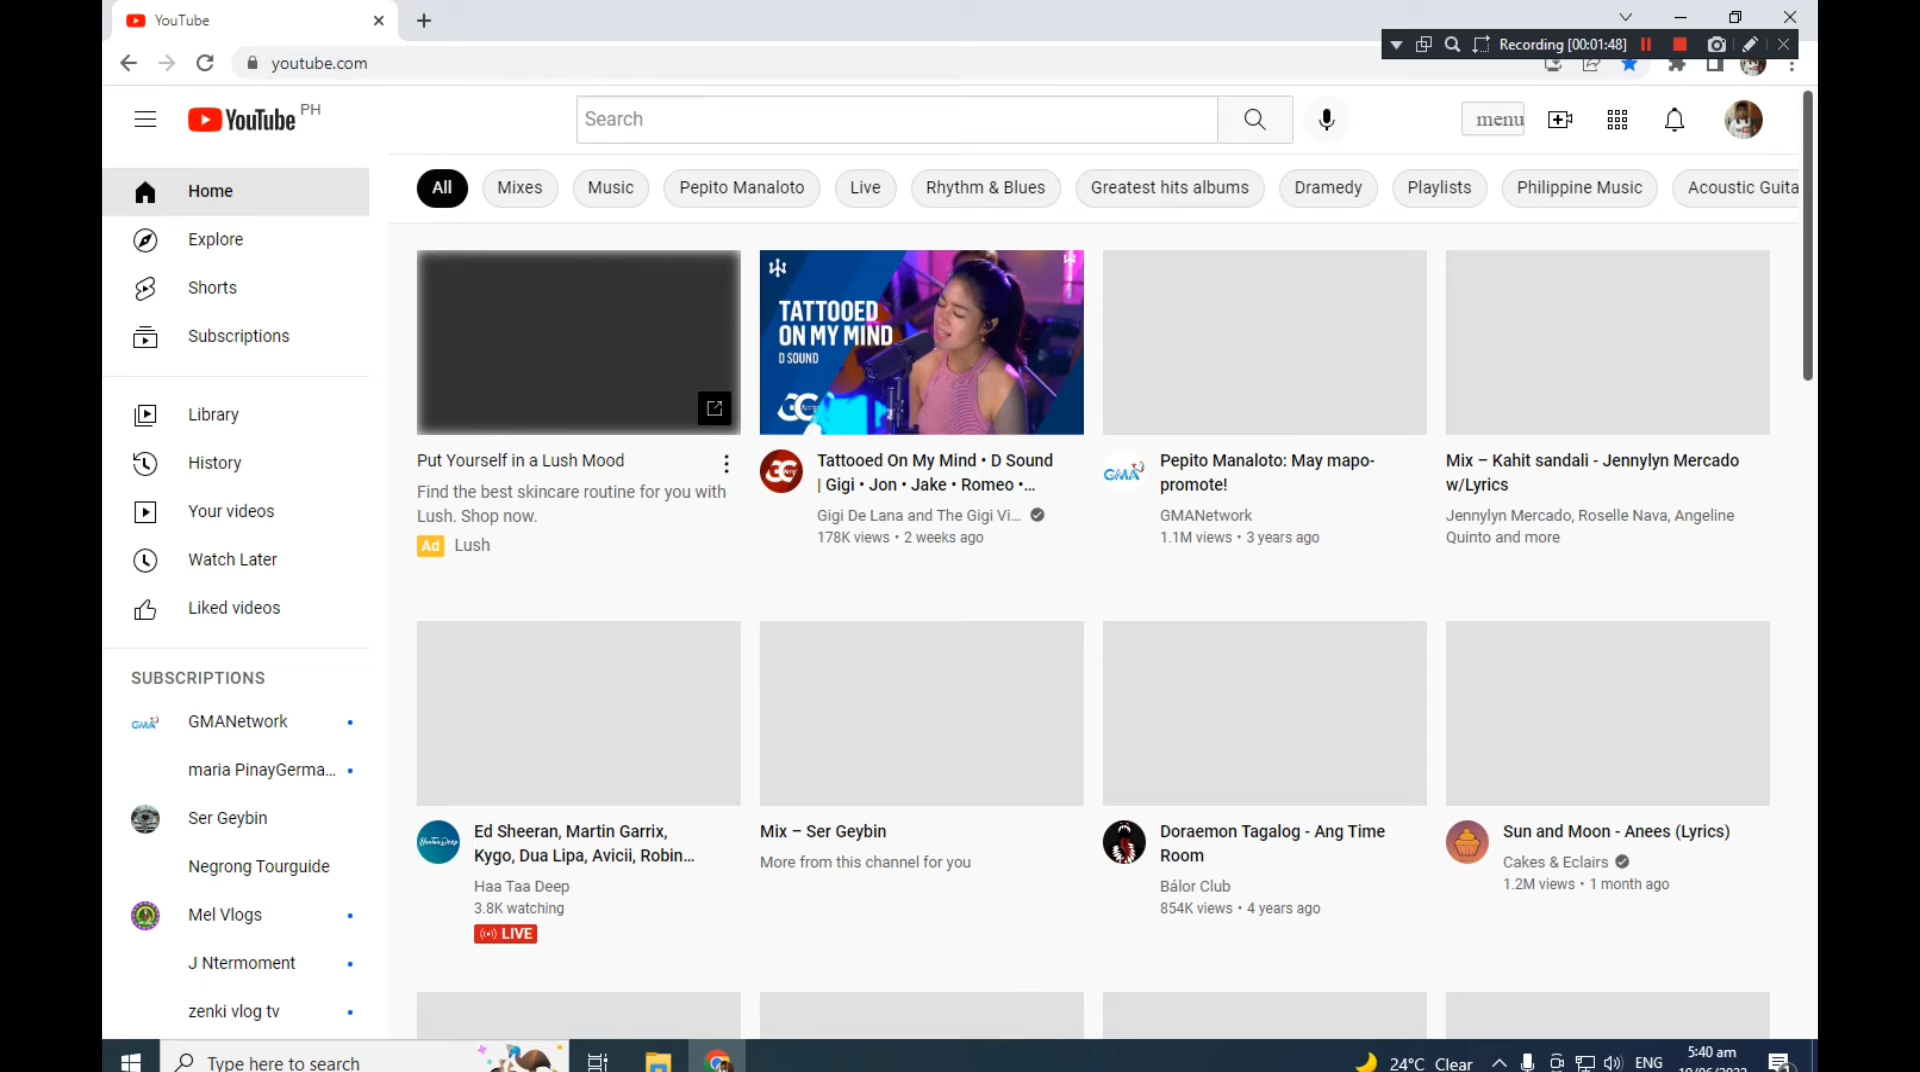 YouTube
Recording [00:01:48]
youtube.com
YouTube PH
Search
menu
All
Mixes
Music
Pepito Manaloto
Live
Rhythm & Blues
Greatest hits albums
Dramedy
Playlists
Philippine Music
Acoustic Guita
Home
Explore
Shorts
Subscriptions
Library
History
Your videos
Watch Later
Liked videos
SUBSCRIPTIONS
GMA
GMANetwork
maria PinayGerma...
Ser Geybin
Negrong Tourguide
Mel Vlogs
J Ntermoment
zenki vlog tv
TATTOOED
ON MY MIND
D SOUND
Put Yourself in a Lush Mood
Find the best skincare routine for you with
Lush. Shop now.
Ad Lush
Tattooed On My Mind • D Sound
| Gigi • Jon • Jake • Romeo •...
Gigi De Lana and The Gigi Vi...
178K views • 2 weeks ago
GMA
Pepito Manaloto: May mapo-
promote!
GMANetwork
1.1M views • 3 years ago
Mix – Kahit sandali - Jennylyn Mercado
w/Lyrics
Jennylyn Mercado, Roselle Nava, Angeline
Quinto and more
Ed Sheeran, Martin Garrix,
Kygo, Dua Lipa, Avicii, Robin...
Haa Taa Deep
3.8K watching
LIVE
Mix – Ser Geybin
More from this channel for you
Doraemon Tagalog - Ang Time
Room
Bálor Club
854K views • 4 years ago
Sun and Moon - Anees (Lyrics)
Cakes & Eclairs
1.2M views • 1 month ago
Type here to search
24°C Clear
ENG
5:40 am